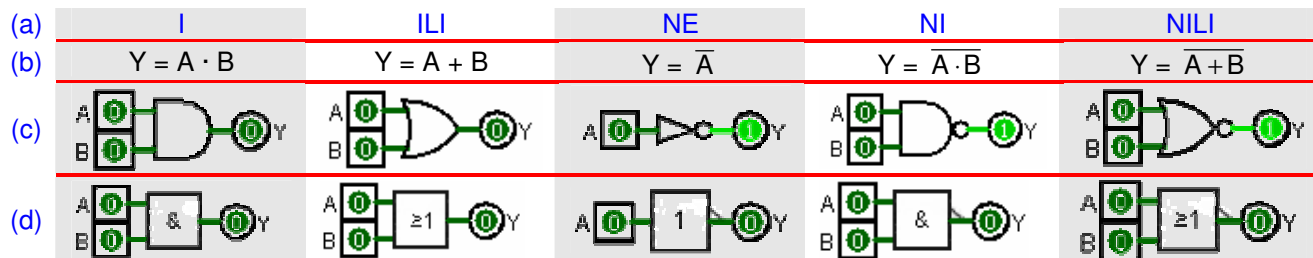 (a) I ILI NE NI NILI
(b) Y = A · B Y = A + B Y = A̅ Y = A̅ ̅·̅ B̅ Y = A̅ ̅+̅ B̅
(c) A 0 B 0 0 Y A 0 B 0 0 Y A 0 1 Y A 0 B 0 1 Y A 0 B 0 1 Y
(d) A 0 B 0 & 0 Y A 0 B 0 ≥1 0 Y A 0 1 0 Y A 0 B 0 & 0 Y A 0 B 0 ≥1 0 Y